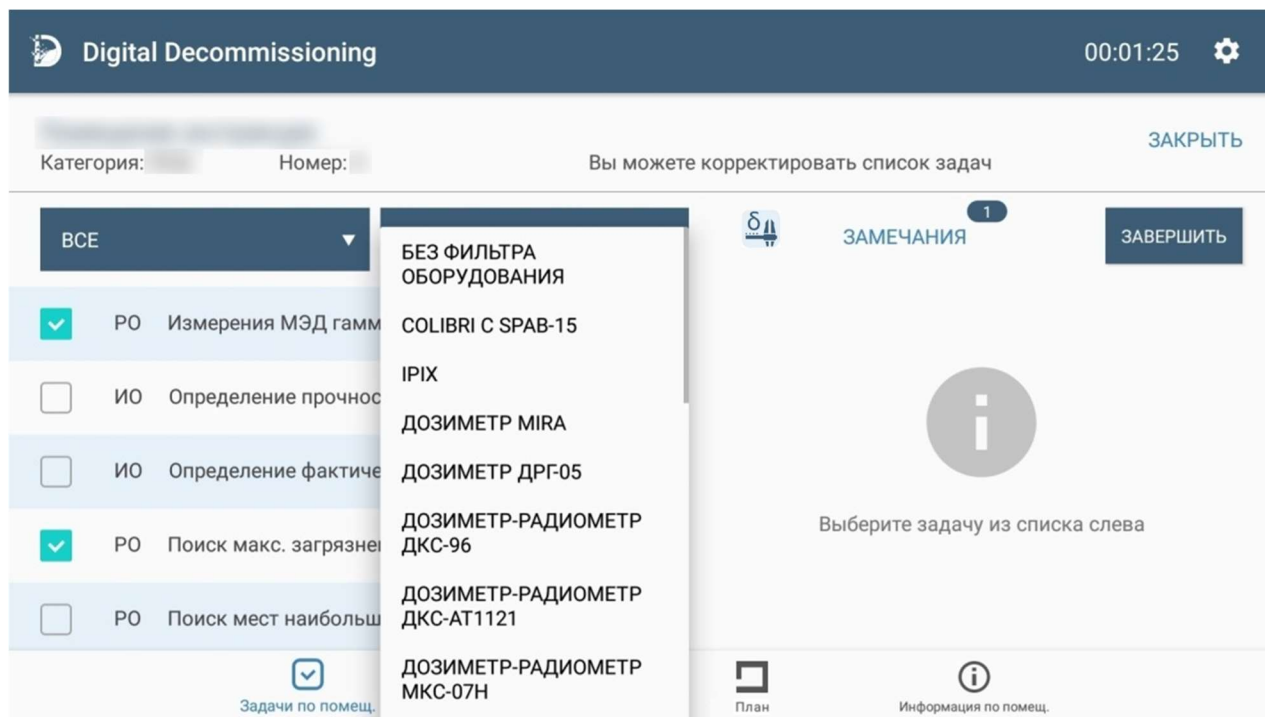 Digital Decommissioning
00:01:25
ЗАКРЫТЬ
Категория:
Номер:
Вы можете корректировать список задач
ВСЕ
ЗАМЕЧАНИЯ
1
ЗАВЕРШИТЬ
БЕЗ ФИЛЬТРА
ОБОРУДОВАНИЯ
COLIBRI С SPAB-15
IPIX
ДОЗИМЕТР MIRA
ДОЗИМЕТР ДРГ-05
ДОЗИМЕТР-РАДИОМЕТР
ДКС-96
ДОЗИМЕТР-РАДИОМЕТР
ДКС-АТ1121
ДОЗИМЕТР-РАДИОМЕТР
МКС-07Н
РО Измерения МЭД гамм
ИО Определение прочнос
ИО Определение фактиче
РО Поиск макс. загрязне
РО Поиск мест наибольш
Выберите задачу из списка слева
Задачи по помещ.
План
Информация по помещ.